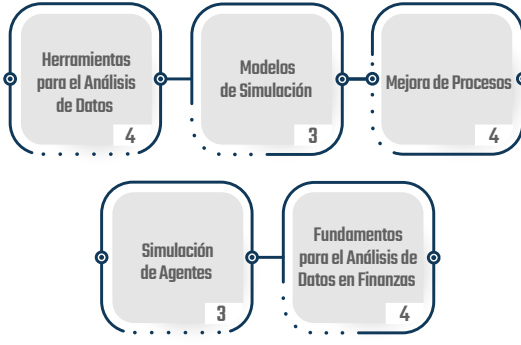 Herramientas
para el Análisis
de Datos
4
Modelos
de Simulación
3
Mejora de Procesos
4
Simulación
de Agentes
3
Fundamentos
para el Análisis de
Datos en Finanzas
4